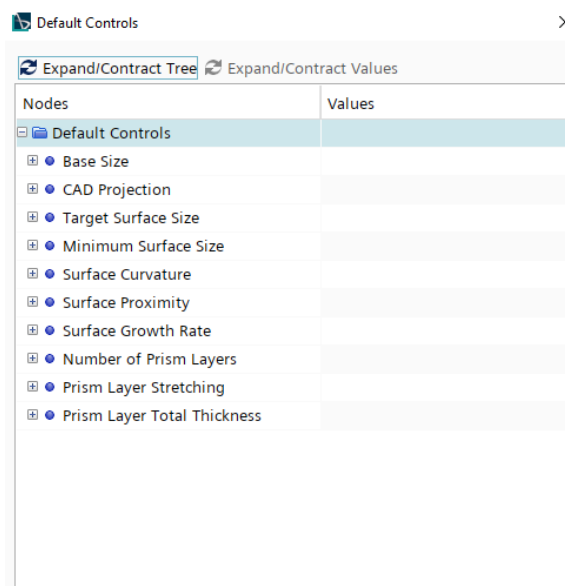 Default Controls
Expand/Contract Tree Expand/Contract Values
Nodes Values
Default Controls
Base Size
CAD Projection
Target Surface Size
Minimum Surface Size
Surface Curvature
Surface Proximity
Surface Growth Rate
Number of Prism Layers
Prism Layer Stretching
Prism Layer Total Thickness